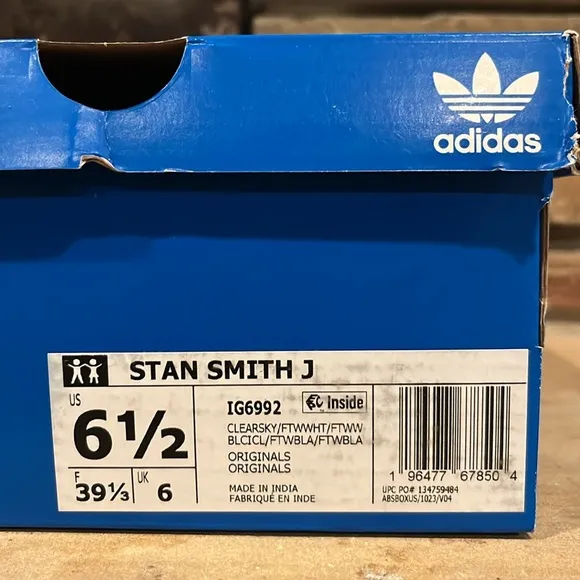 adidas
STAN SMITH J
US
6½
F
39⅓
UK
6
IG6992
EC Inside
CLEARSKY/FTWWHT/FTWW
BLCICL/FTWBLA/FTWBLA
ORIGINALS
ORIGINALS
MADE IN INDIA
FABRIQUÉ EN INDE
1 96477 67850 4
UPC PO# 134759484
ABSBOXUS/1023/V04